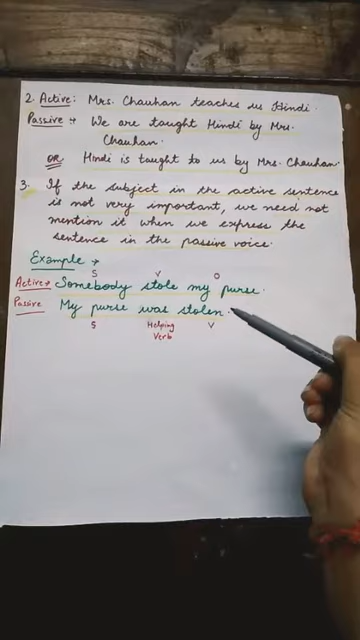 2. Active: Mrs. Chauhan teaches us Hindi.
Passive :- We are taught Hindi by Mrs.
Chauhan.
OR Hindi is taught to us by Mrs. Chauhan.
3. If the subject in the active sentence
is not very important, we need not
mention it when we express the
sentence in the passive voice.
Example →
S V O
Active → Somebody stole my purse.
Passive My purse was stolen.
S Helping V
Verb